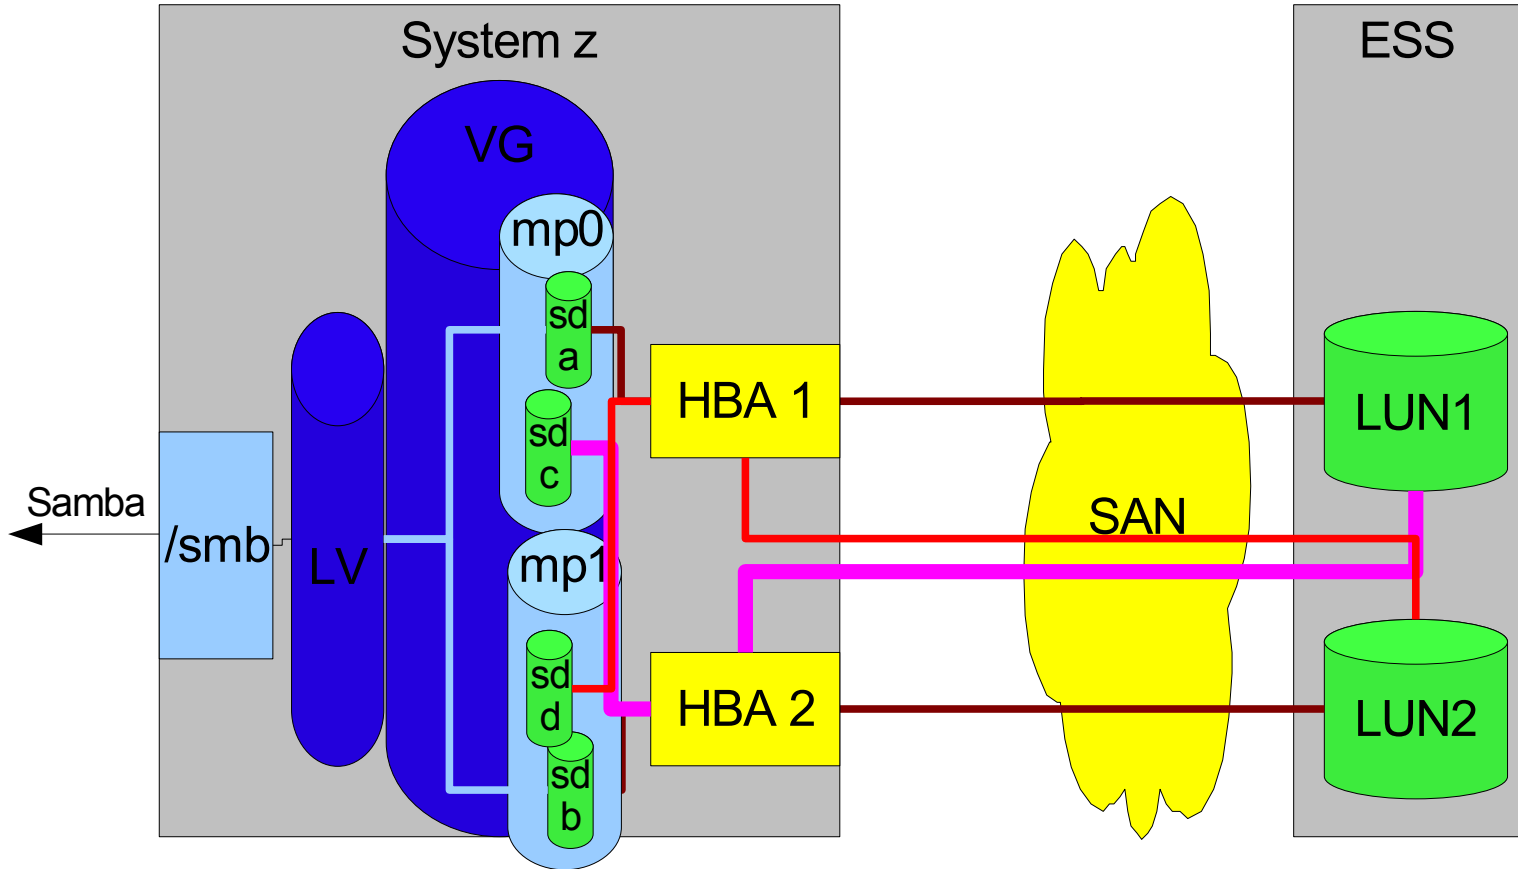 System z
ESS
VG
mp0
sd
a
HBA 1
LUN1
sd
c
Samba
SAN
/smb
LV
mp1
sd
d
HBA 2
LUN2
sd
b